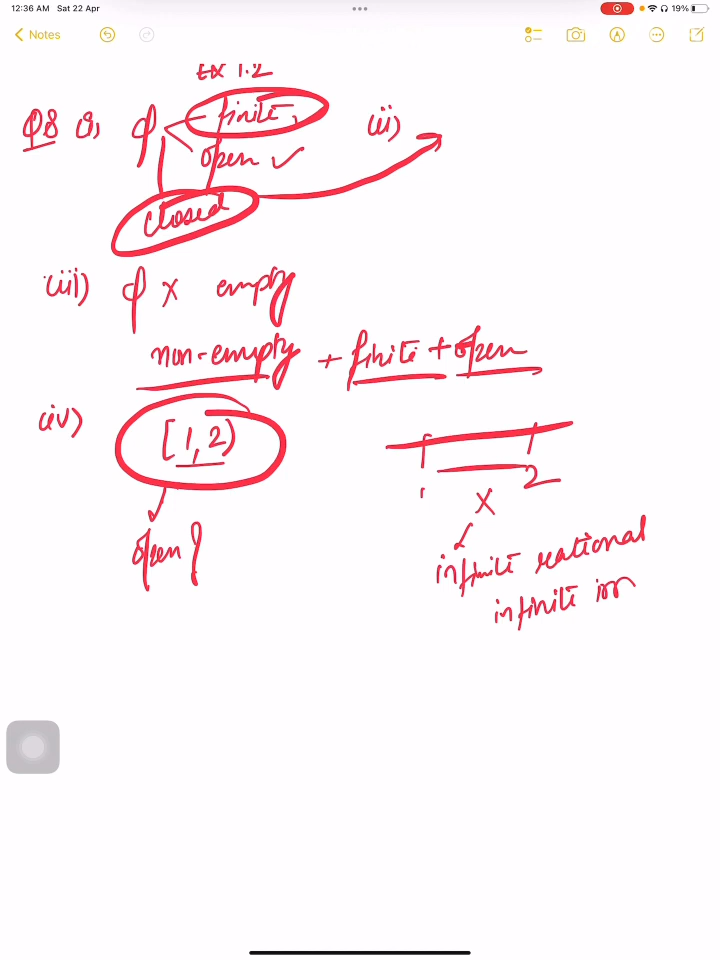 12:36 AM Sat 22 Apr
19%
Notes
Ex 1.2
Q8 (i) φ finite
open ✓
closed
(ii)
(iii) φ x empty
non-empty + finite + open
(iv) [1,2)
open?
1 2
x
infinite rational
infinite irr